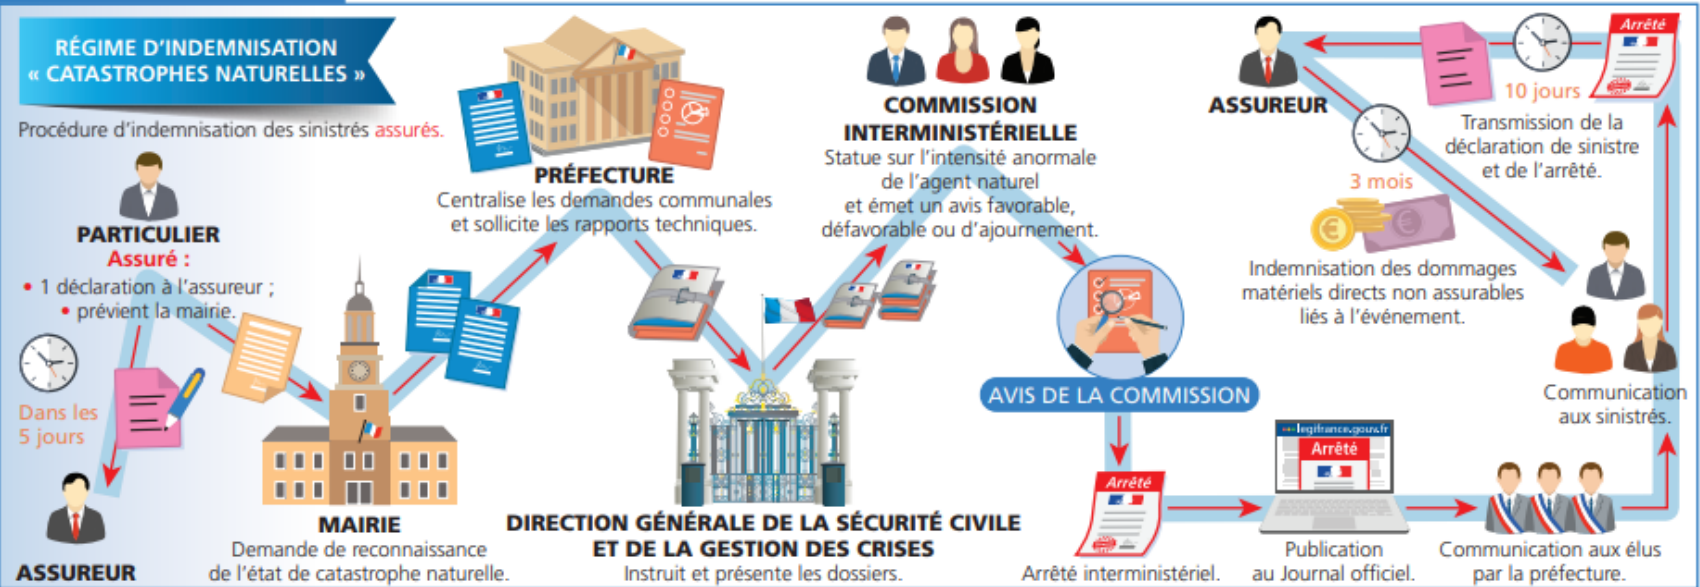 RÉGIME D'INDEMNISATION
« CATASTROPHES NATURELLES »
Procédure d'indemnisation des sinistrés assurés.
PARTICULIER
Assuré :
• 1 déclaration à l'assureur ;
• prévient la mairie.
Dans les
5 jours
ASSUREUR
MAIRIE
Demande de reconnaissance
de l'état de catastrophe naturelle.
PRÉFECTURE
Centralise les demandes communales
et sollicite les rapports techniques.
DIRECTION GÉNÉRALE DE LA SÉCURITÉ CIVILE
ET DE LA GESTION DES CRISES
Instruit et présente les dossiers.
COMMISSION
INTERMINISTÉRIELLE
Statue sur l'intensité anormale
de l'agent naturel
et émet un avis favorable,
défavorable ou d'ajournement.
AVIS DE LA COMMISSION
Arrêté
Arrêté interministériel.
legifrance.gouv.fr
Arrêté
Publication
au Journal officiel.
Communication aux élus
par la préfecture.
Arrêté
10 jours
Transmission de la
déclaration de sinistre
et de l'arrêté.
ASSUREUR
3 mois
Indemnisation des dommages
matériels directs non assurables
liés à l'événement.
Communication
aux sinistrés.